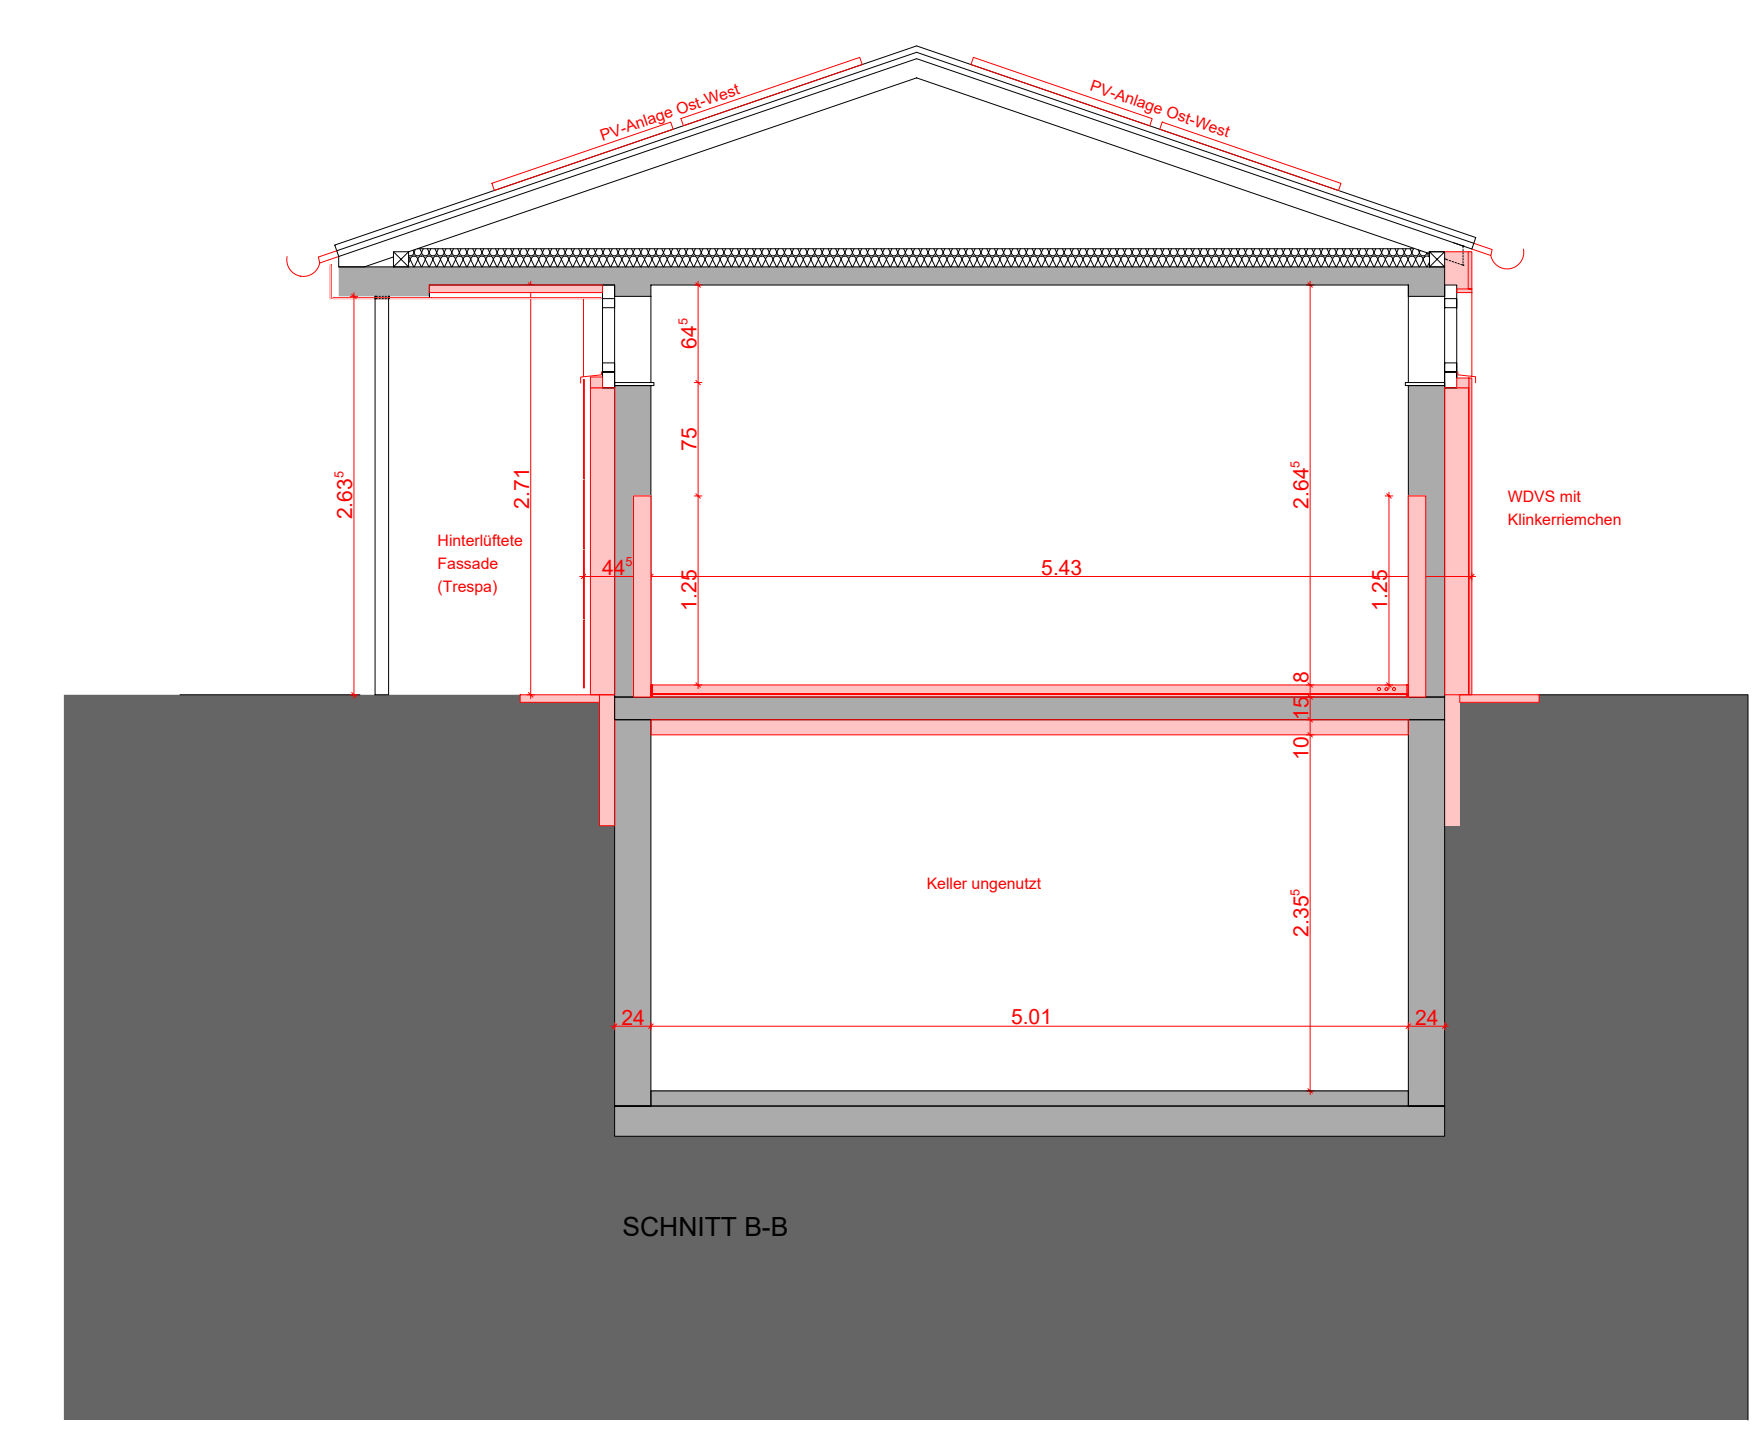 PV-Anlage Ost-West
PV-Anlage Ost-West
64⁵
75
1.25
2.63⁵
2.71
2.64⁵
1.25
WDVS mit
Klinkerriemchen
Hinterlüftete
Fassade
(Trespa)
44⁵
5.43
8
15
10
Keller ungenutzt
2.35⁵
24
5.01
24
SCHNITT B-B